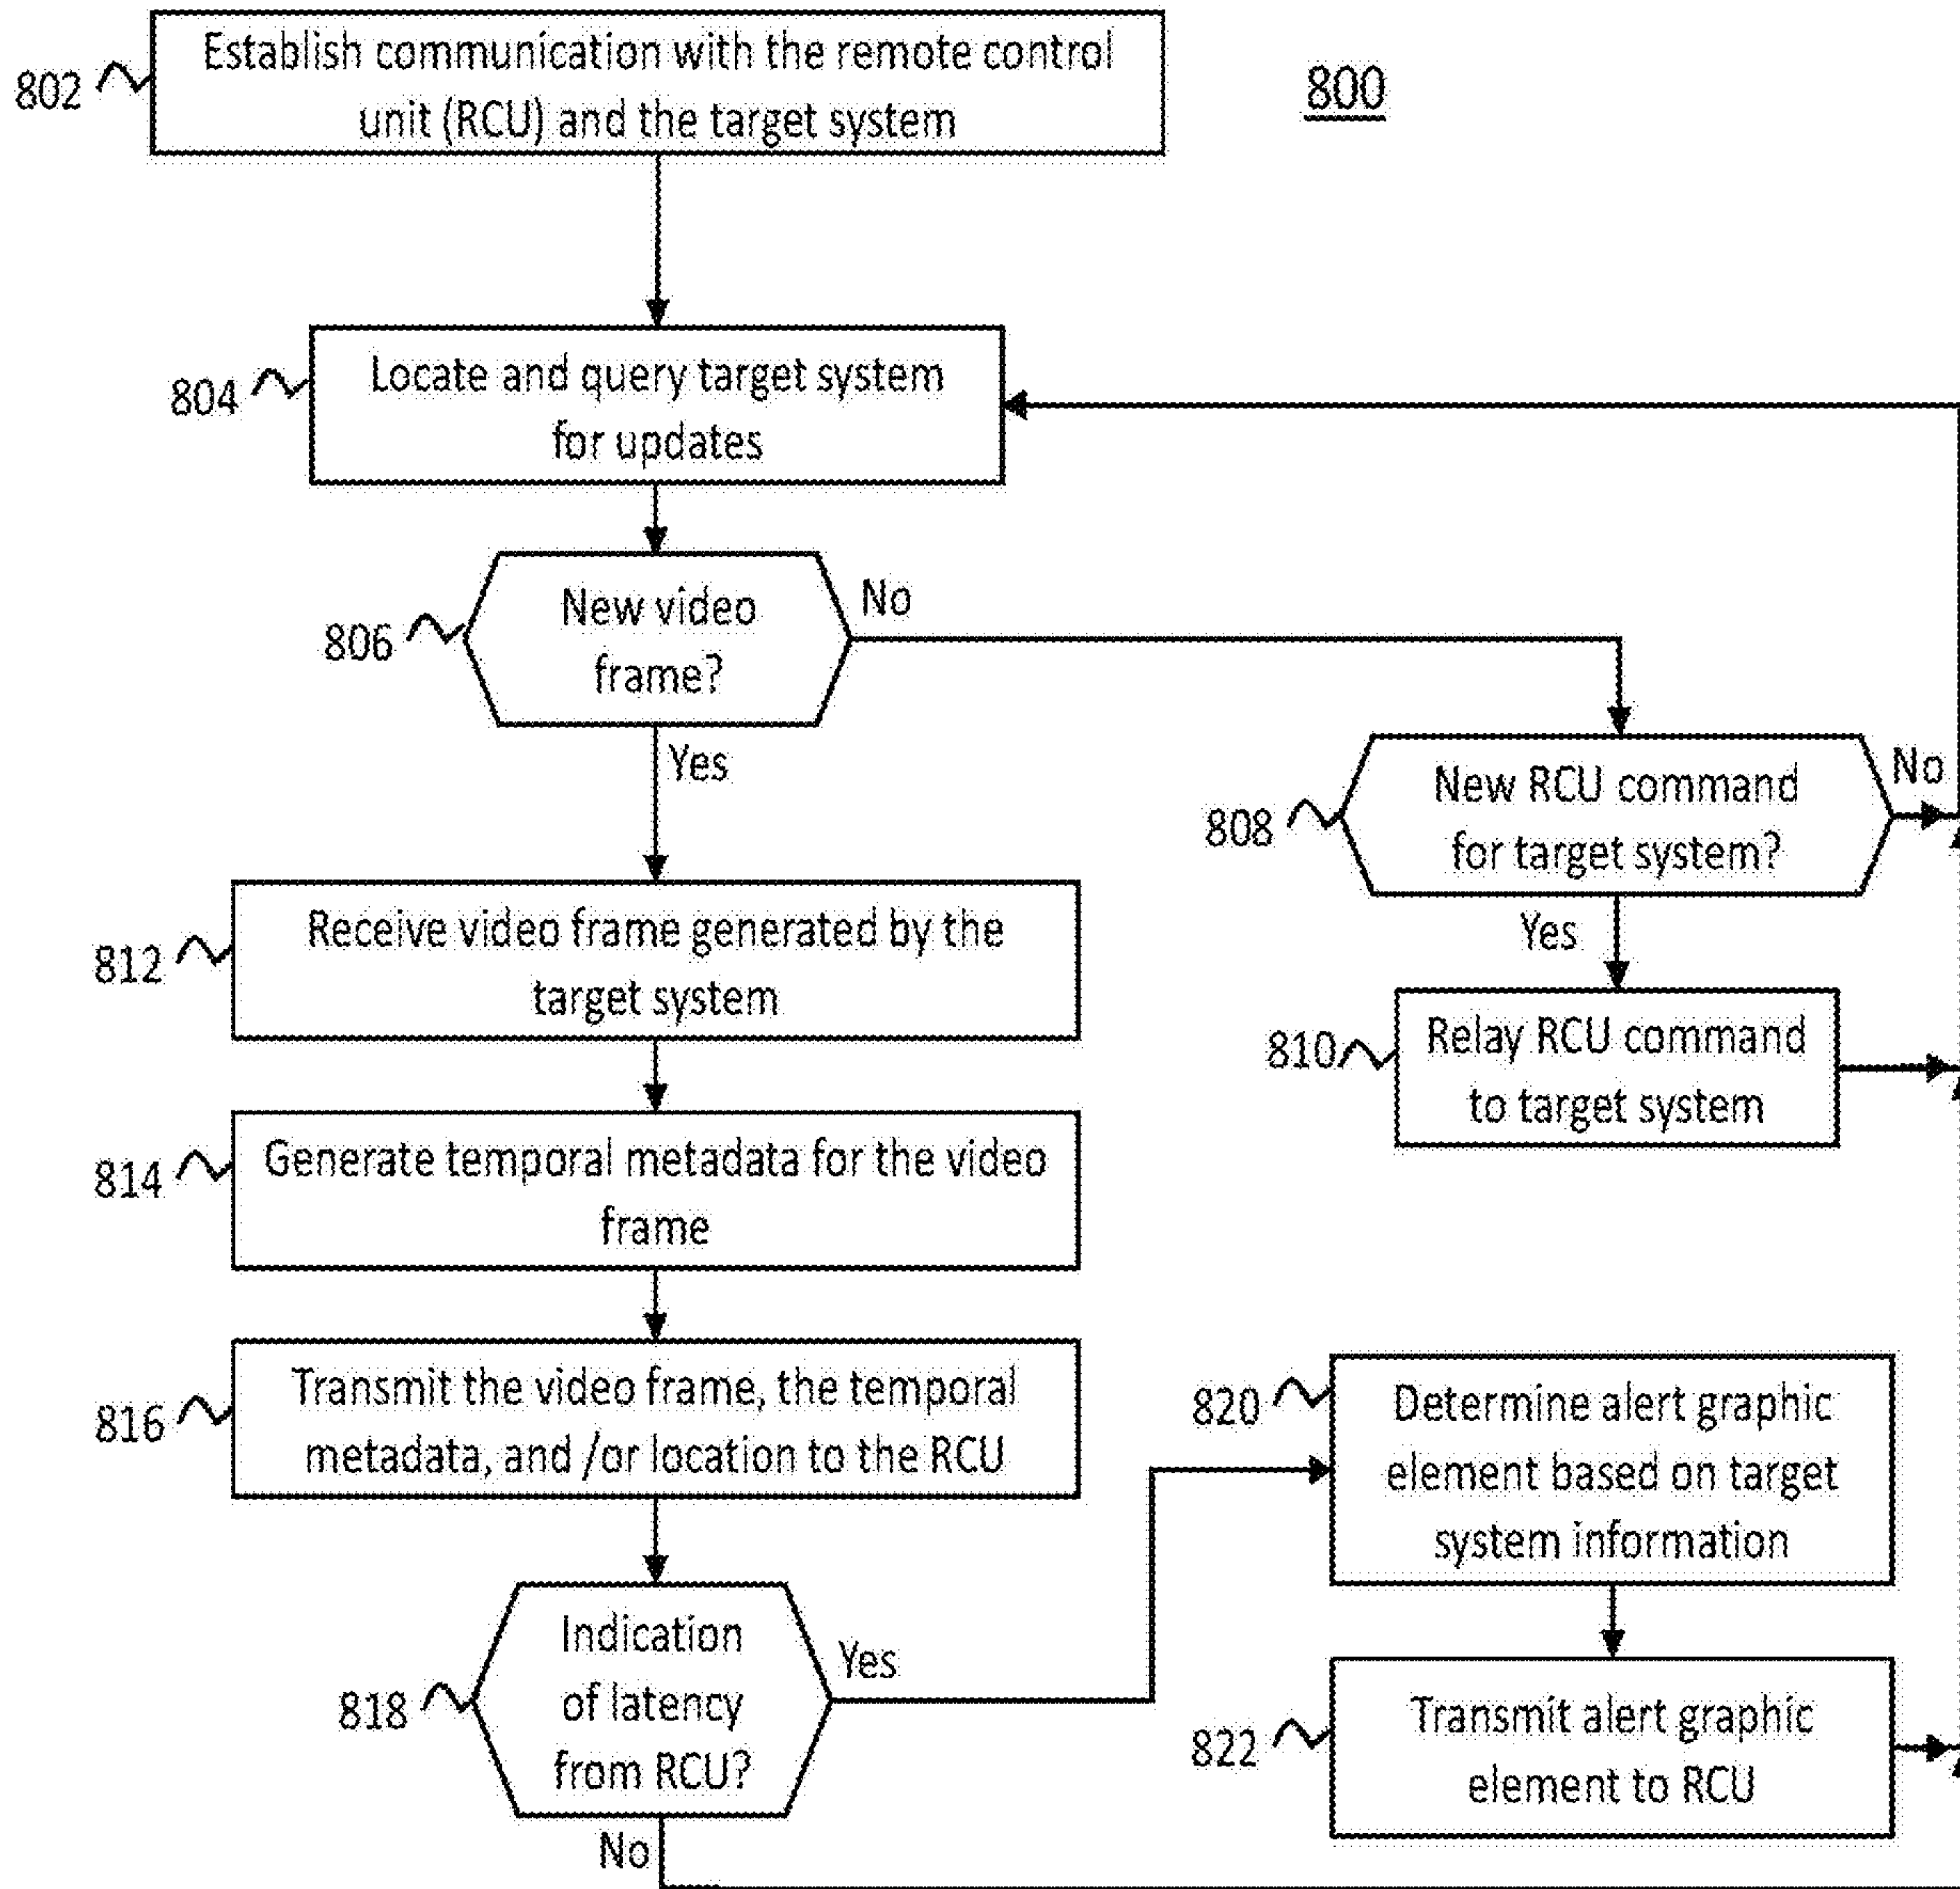 802
Establish communication with the remote control
unit (RCU) and the target system
800
804
Locate and query target system
for updates
806
New video
frame?
No
Yes
808
New RCU command
for target system?
No
Yes
810
Relay RCU command
to target system
812
Receive video frame generated by the
target system
814
Generate temporal metadata for the video
frame
816
Transmit the video frame, the temporal
metadata, and /or location to the RCU
818
Indication
of latency
from RCU?
Yes
No
820
Determine alert graphic
element based on target
system information
822
Transmit alert graphic
element to RCU